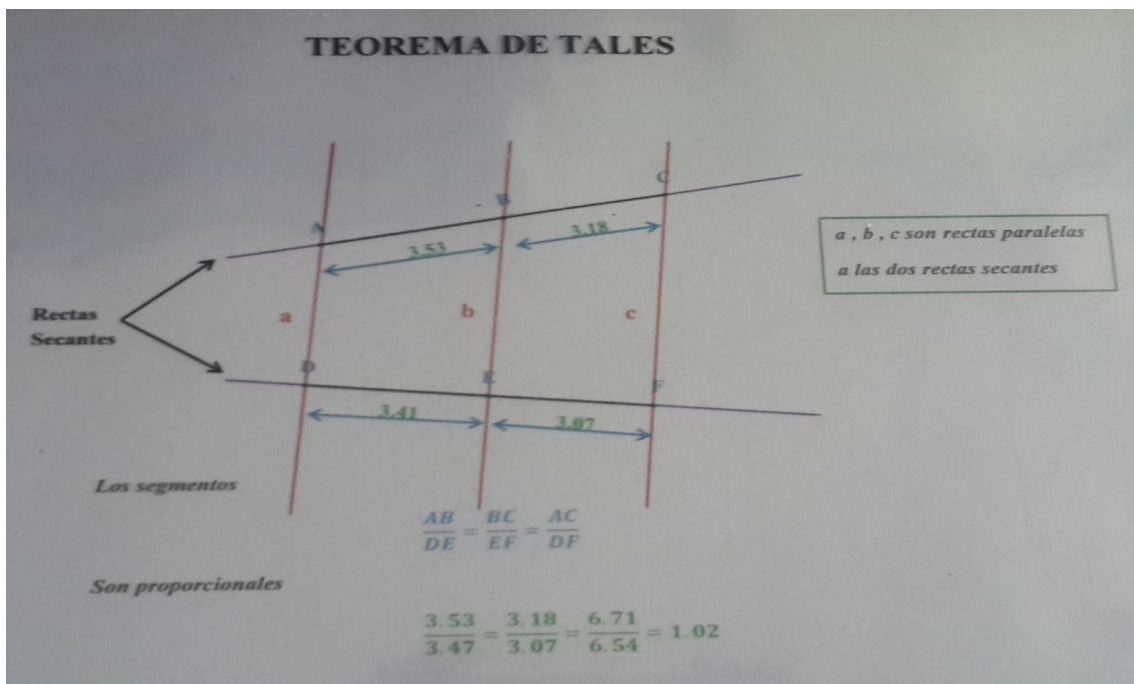 TEOREMA DE TALES
A
B
C
3.53
3.18
a , b , c son rectas paralelas
a las dos rectas secantes
Rectas
Secantes
a
b
c
D
E
F
3.41
3.07
Los segmentos
AB/DE = BC/EF = AC/DF
Son proporcionales
3.53/3.47 = 3.18/3.07 = 6.71/6.54 = 1.02